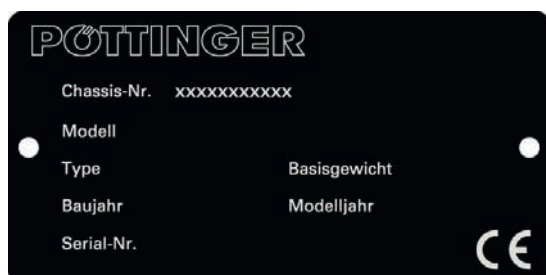 PÖTTINGER
Chassis-Nr. xxxxxxxxxxx
Modell
Type Basisgewicht
Baujahr Modelljahr
Serial-Nr.
CE